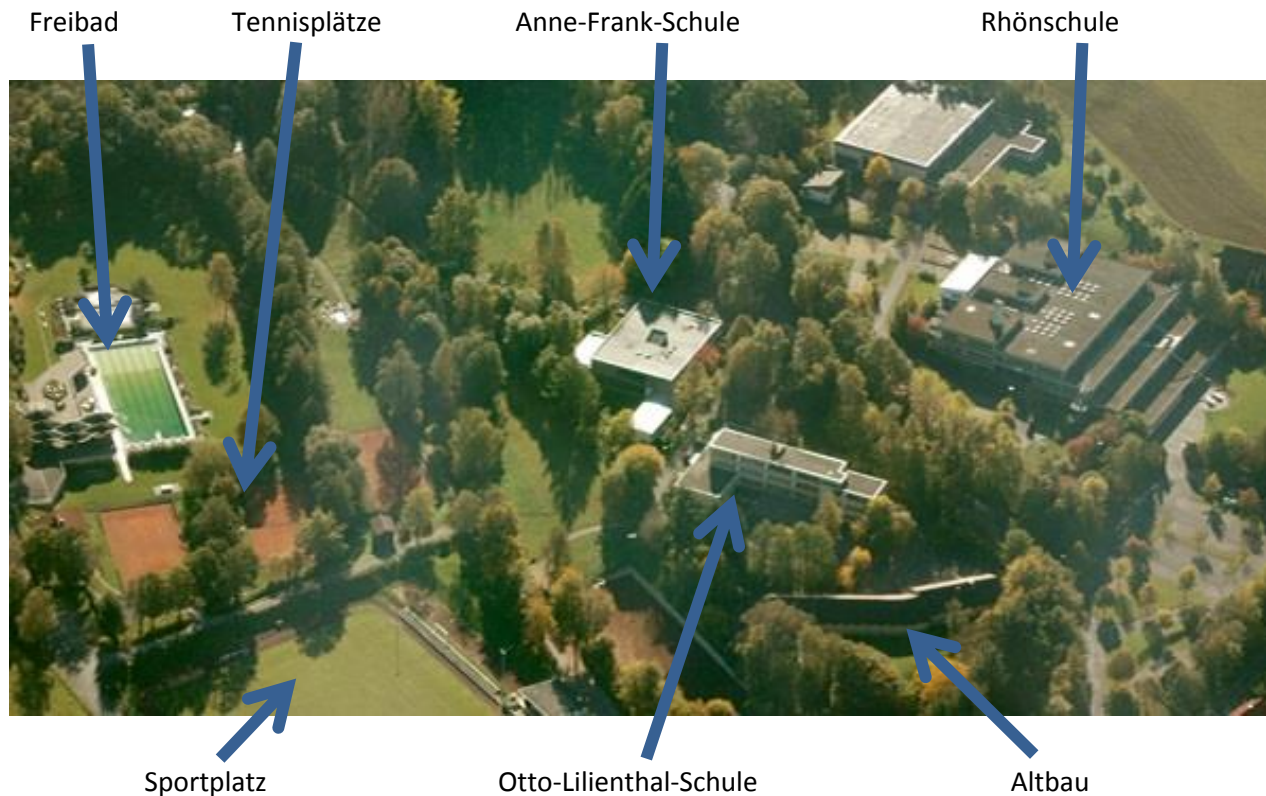 Freibad
Tennisplätze
Anne-Frank-Schule
Rhönschule
Sportplatz
Otto-Lilienthal-Schule
Altbau